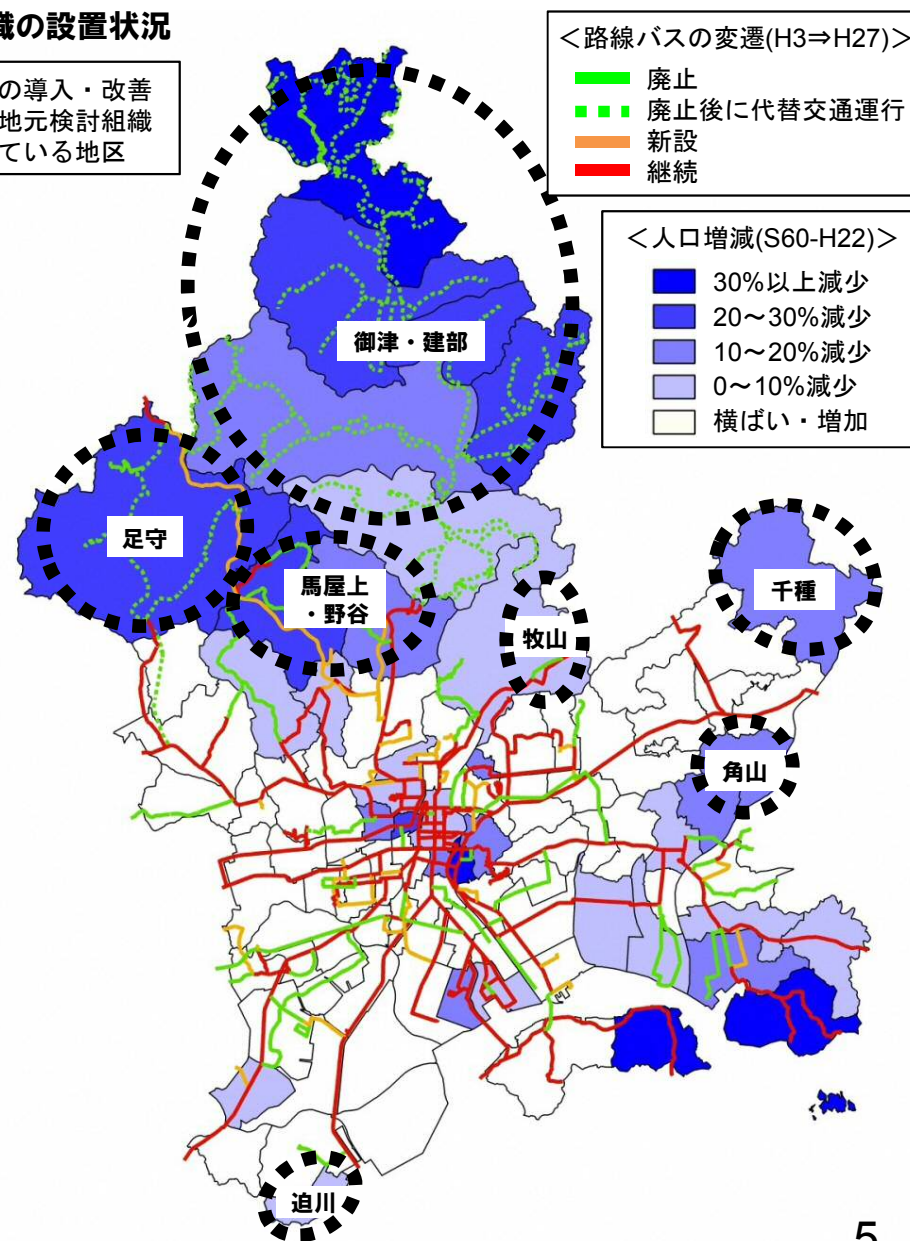 織の設置状況
の導入・改善
地元検討組織
ている地区
＜路線バスの変遷(H3⇒H27)＞
廃止
廃止後に代替交通運行
新設
継続
＜人口増減(S60-H22)＞
30%以上減少
20～30%減少
10～20%減少
0～10%減少
横ばい・増加
御津・建部
足守
馬屋上
・野谷
牧山
千種
角山
迫川
5